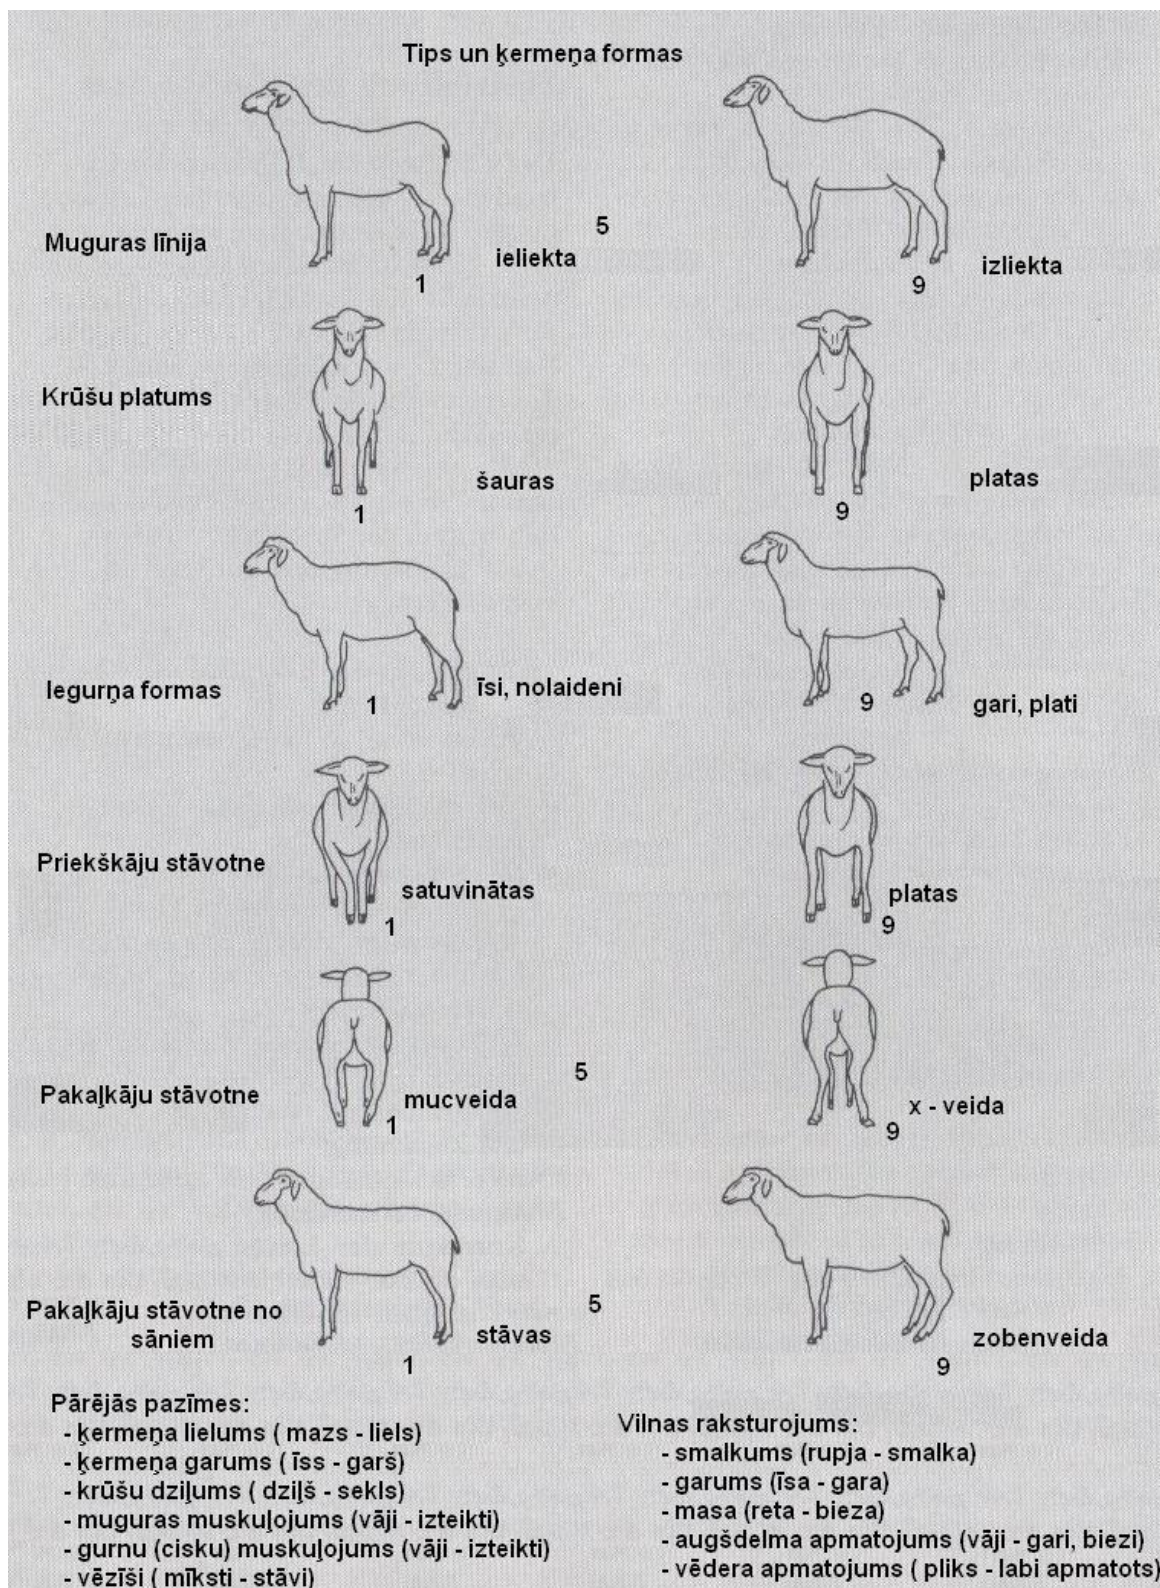 Tips un ķermeņa formas
5
Muguras līnija
ieliekta
izliekta
1
9
Krūšu platums
šauras
platas
1
9
Iegurņa formas
īsi, nolaideni
1
9
gari, plati
Priekškāju stāvotne
satuvinātas
platas
1
9
Pakaļkāju stāvotne
5
mucveida
x - veida
1
9
Pakaļkāju stāvotne no
sāniem
5
stāvas
zobenveida
1
9
Pārējās pazīmes:
- ķermeņa lielums ( mazs - liels)
- ķermeņa garums ( īss - garš)
- krūšu dziļums ( dziļš - sekls)
- muguras muskuļojums (vāji - izteikti)
- gurnu (cisku) muskuļojums (vāji - izteikti)
- vēzīši ( mīksti - stāvi)
Vilnas raksturojums:
- smalkums (rupja - smalka)
- garums (īsa - gara)
- masa (reta - bieza)
- augšdelma apmatojums (vāji - gari, biezi)
- vēdera apmatojums ( pliks - labi apmatots)